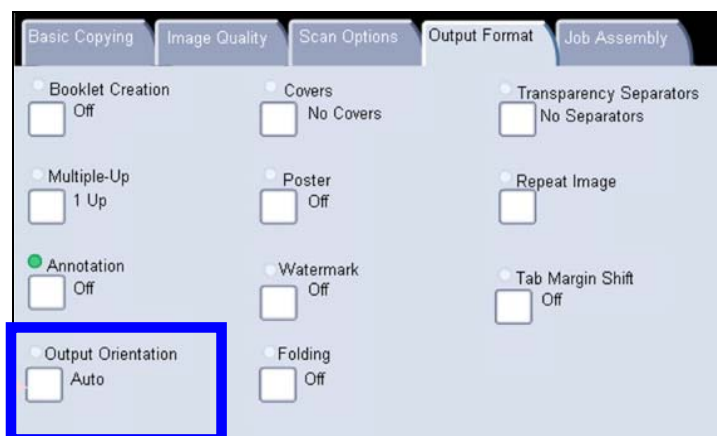 Basic Copying
Image Quality
Scan Options
Output Format
Job Assembly
Booklet Creation
Off
Covers
No Covers
Transparency Separators
No Separators
Multiple-Up
1 Up
Poster
Off
Repeat Image
Annotation
Off
Watermark
Off
Tab Margin Shift
Off
Output Orientation
Auto
Folding
Off